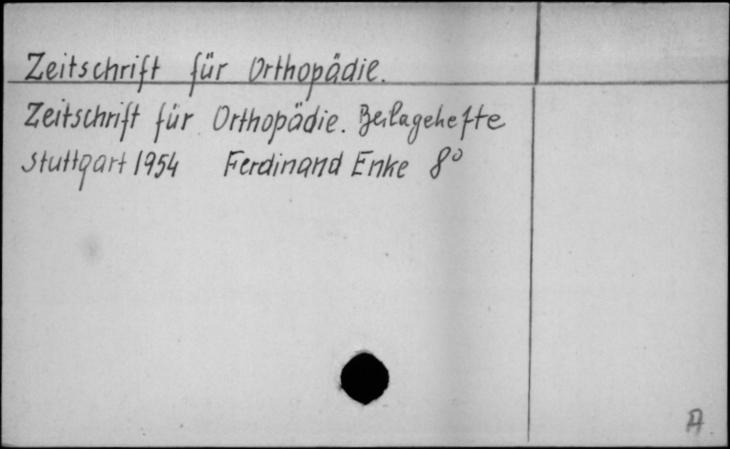 Zeitschrift für Orthopädie.
Zeitschrift für Orthopädie. Beilagehefte
Stuttgart 1954 Ferdinand Enke 8°
A